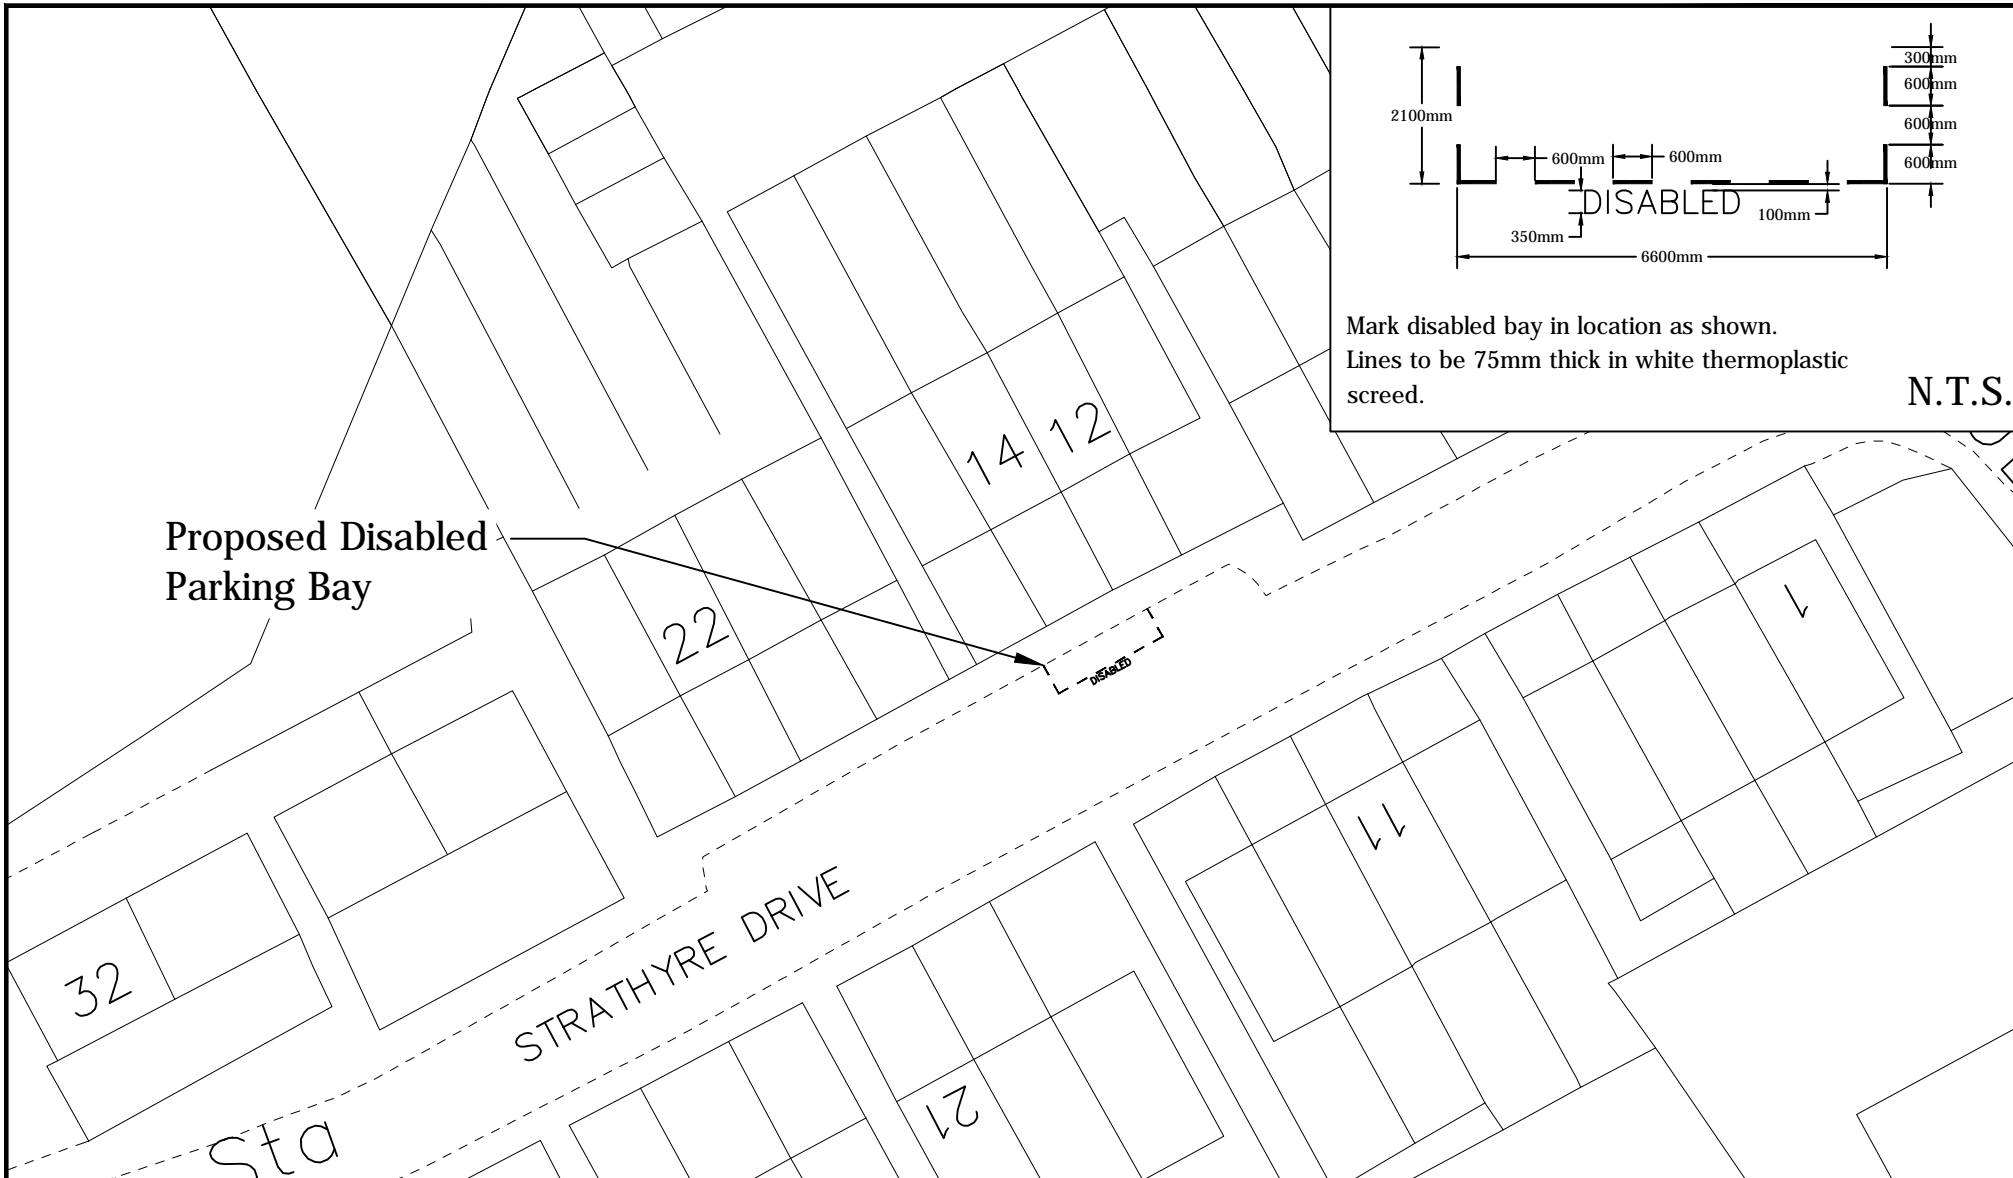 300mm
600mm
2100mm
600mm
600mm
600mm
600mm
DISABLED
100mm
350mm
6600mm
Mark disabled bay in location as shown.
Lines to be 75mm thick in white thermoplastic
screed.
N.T.S.
14
12
Proposed Disabled
Parking Bay
22
DISABLED
1
11
STRATHYRE DRIVE
32
21
Sta